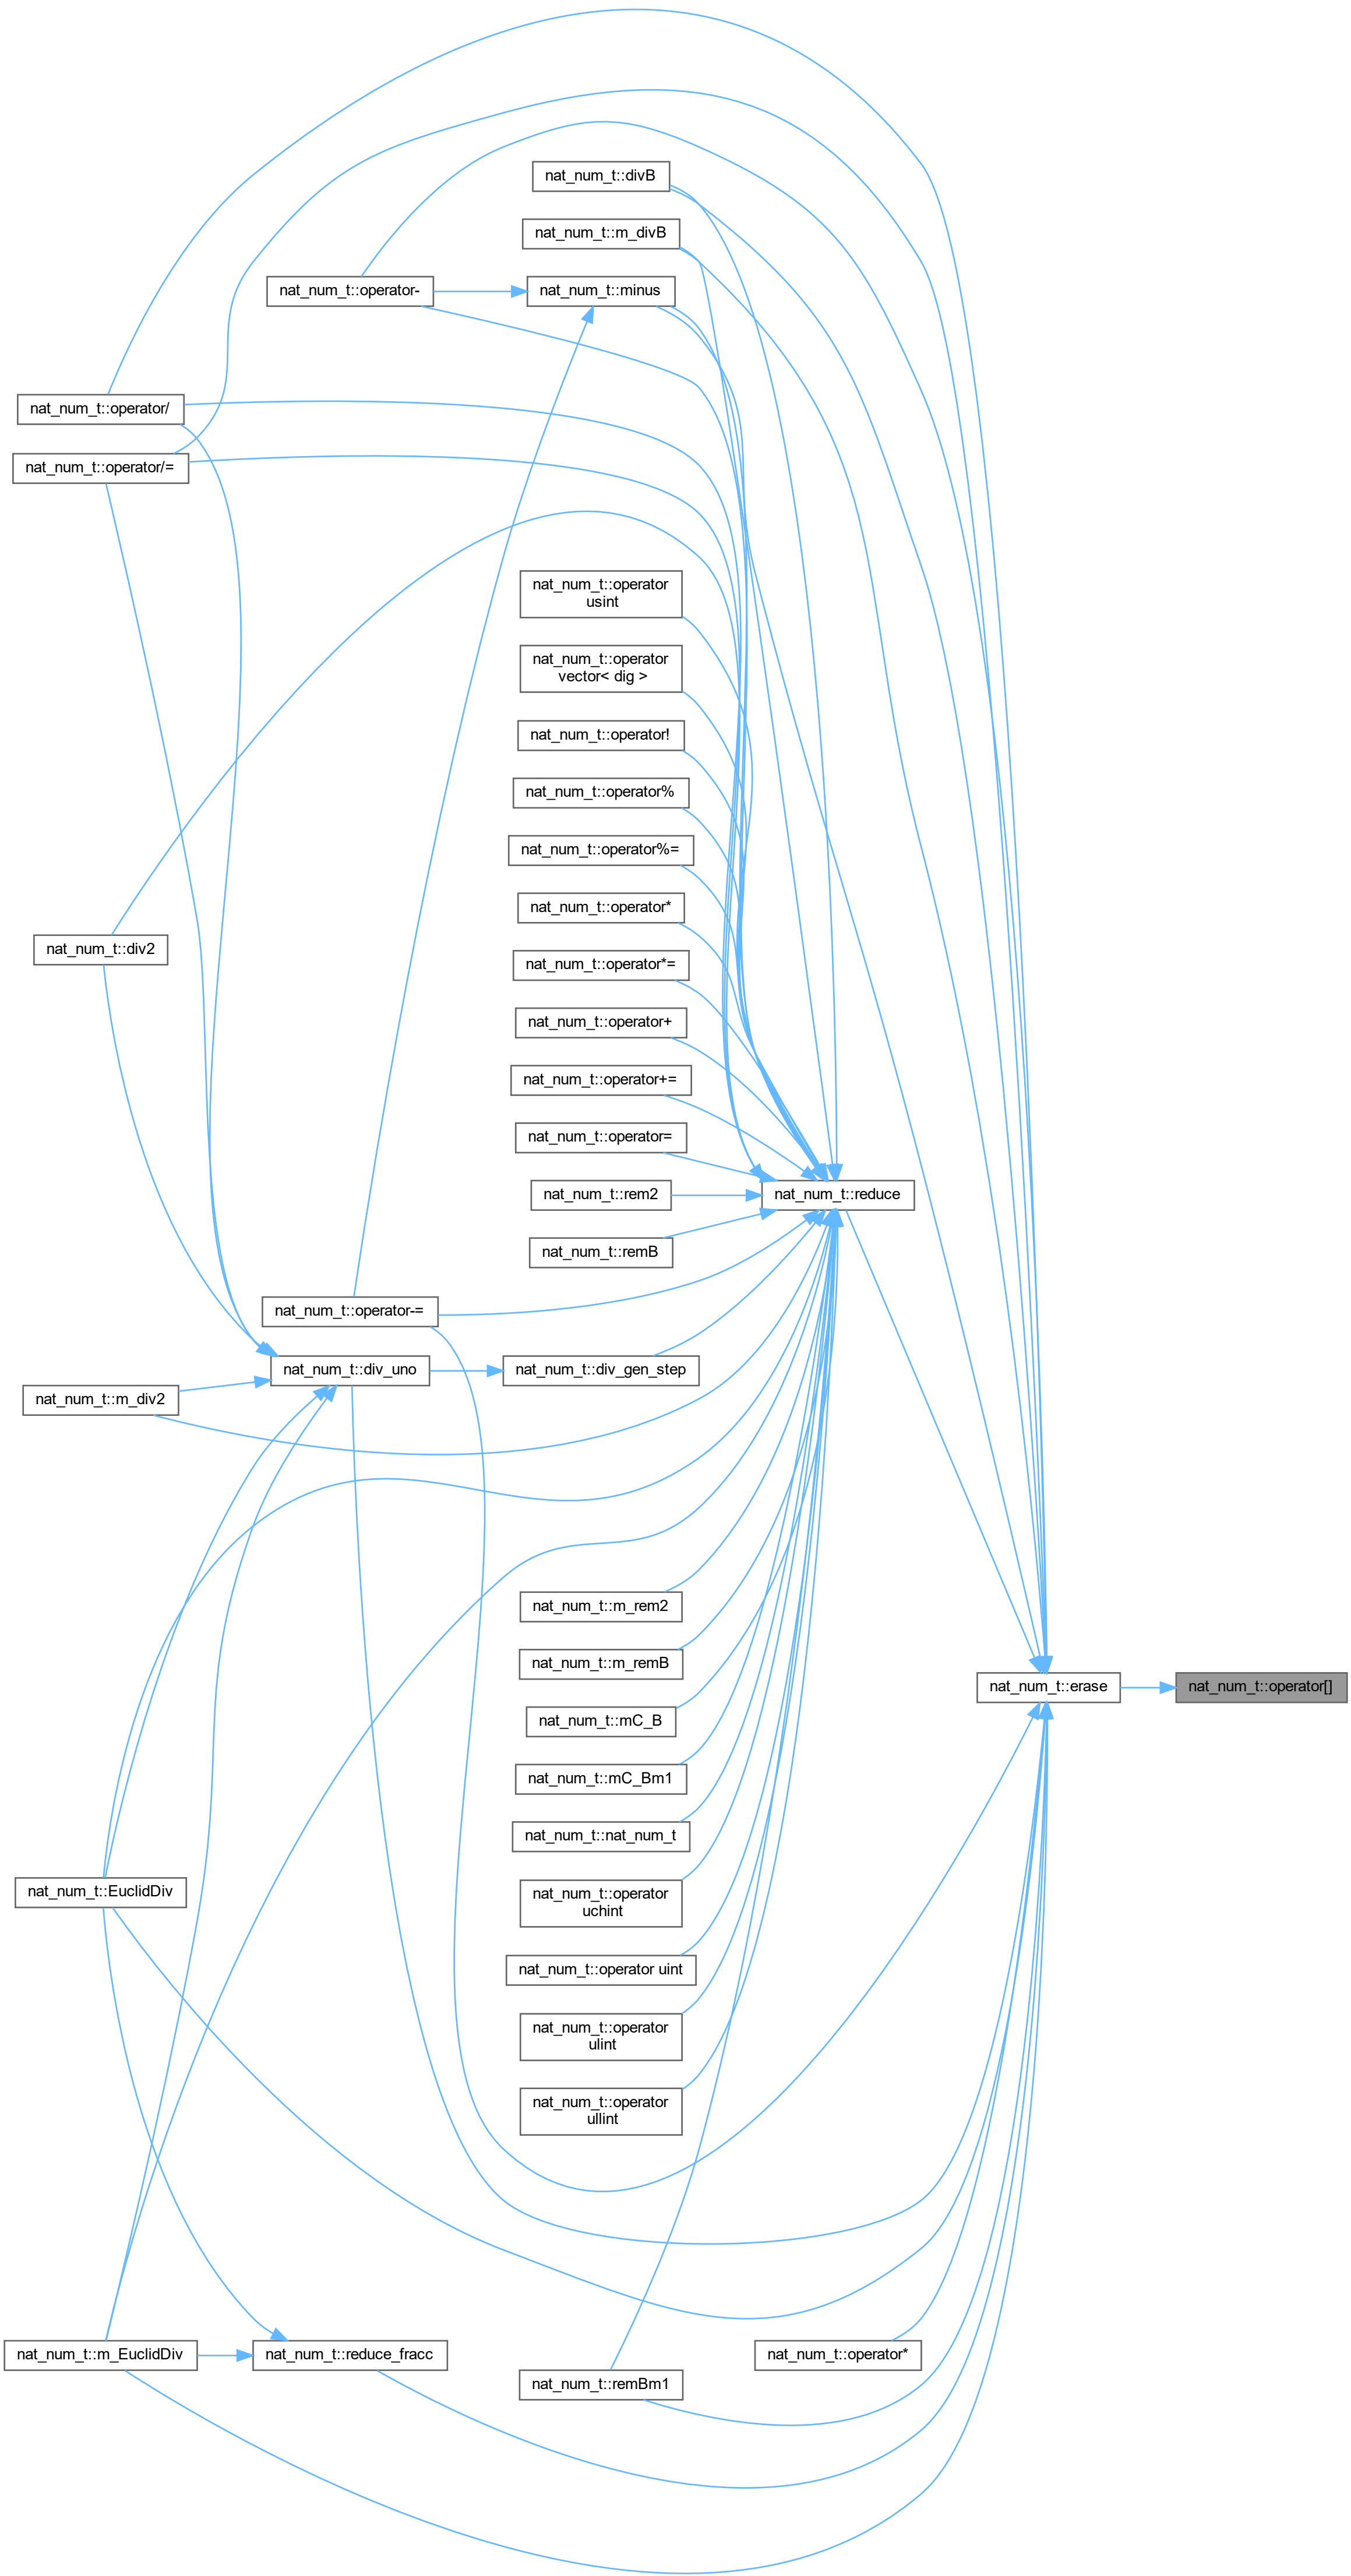 nat_num_t::divB
nat_num_t::m_divB
nat_num_t::operator-
nat_num_t::minus
nat_num_t::operator/
nat_num_t::operator/=
nat_num_t::operator
usint
nat_num_t::operator
vector< dig >
nat_num_t::operator!
nat_num_t::operator%
nat_num_t::operator%=
nat_num_t::operator*
nat_num_t::div2
nat_num_t::operator*=
nat_num_t::operator+
nat_num_t::operator+=
nat_num_t::operator=
nat_num_t::rem2
nat_num_t::reduce
nat_num_t::remB
nat_num_t::operator-=
nat_num_t::div_uno
nat_num_t::div_gen_step
nat_num_t::m_div2
nat_num_t::m_rem2
nat_num_t::m_remB
nat_num_t::erase
nat_num_t::operator[]
nat_num_t::mC_B
nat_num_t::mC_Bm1
nat_num_t::nat_num_t
nat_num_t::EuclidDiv
nat_num_t::operator
uchint
nat_num_t::operator uint
nat_num_t::operator
ulint
nat_num_t::operator
ullint
nat_num_t::m_EuclidDiv
nat_num_t::reduce_fracc
nat_num_t::operator*
nat_num_t::remBm1